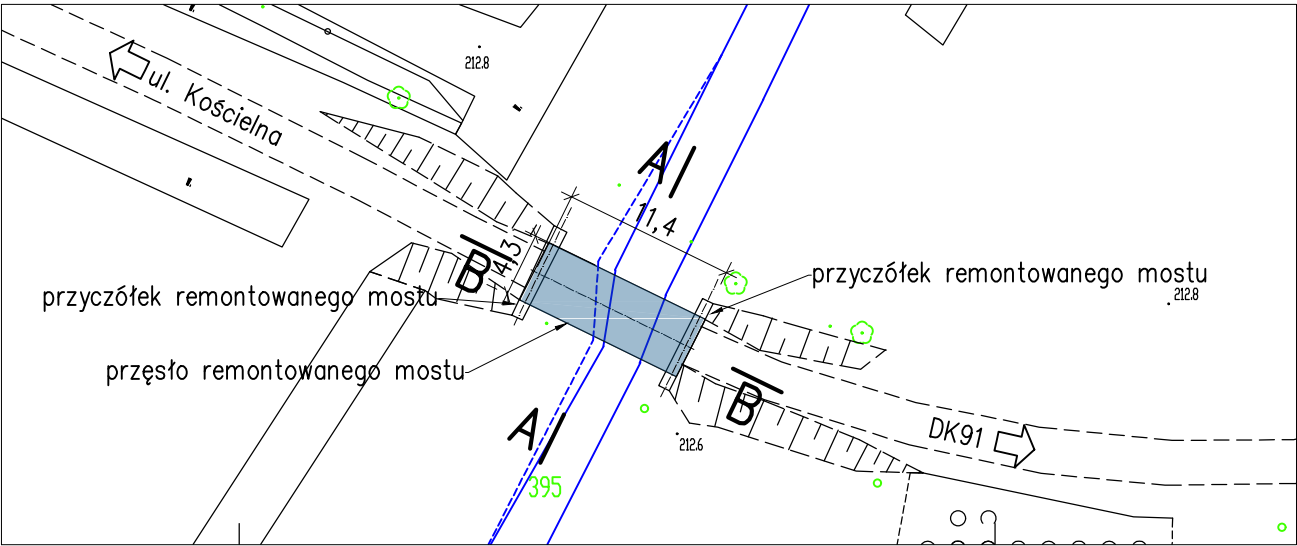 212.8
ul. Kościelna
A
11,4
4,3
B
przyczółek remontowanego mostu
212.8
przyczółek remontowanego mostu
przęsło remontowanego mostu
B
A
DK91
212.6
395